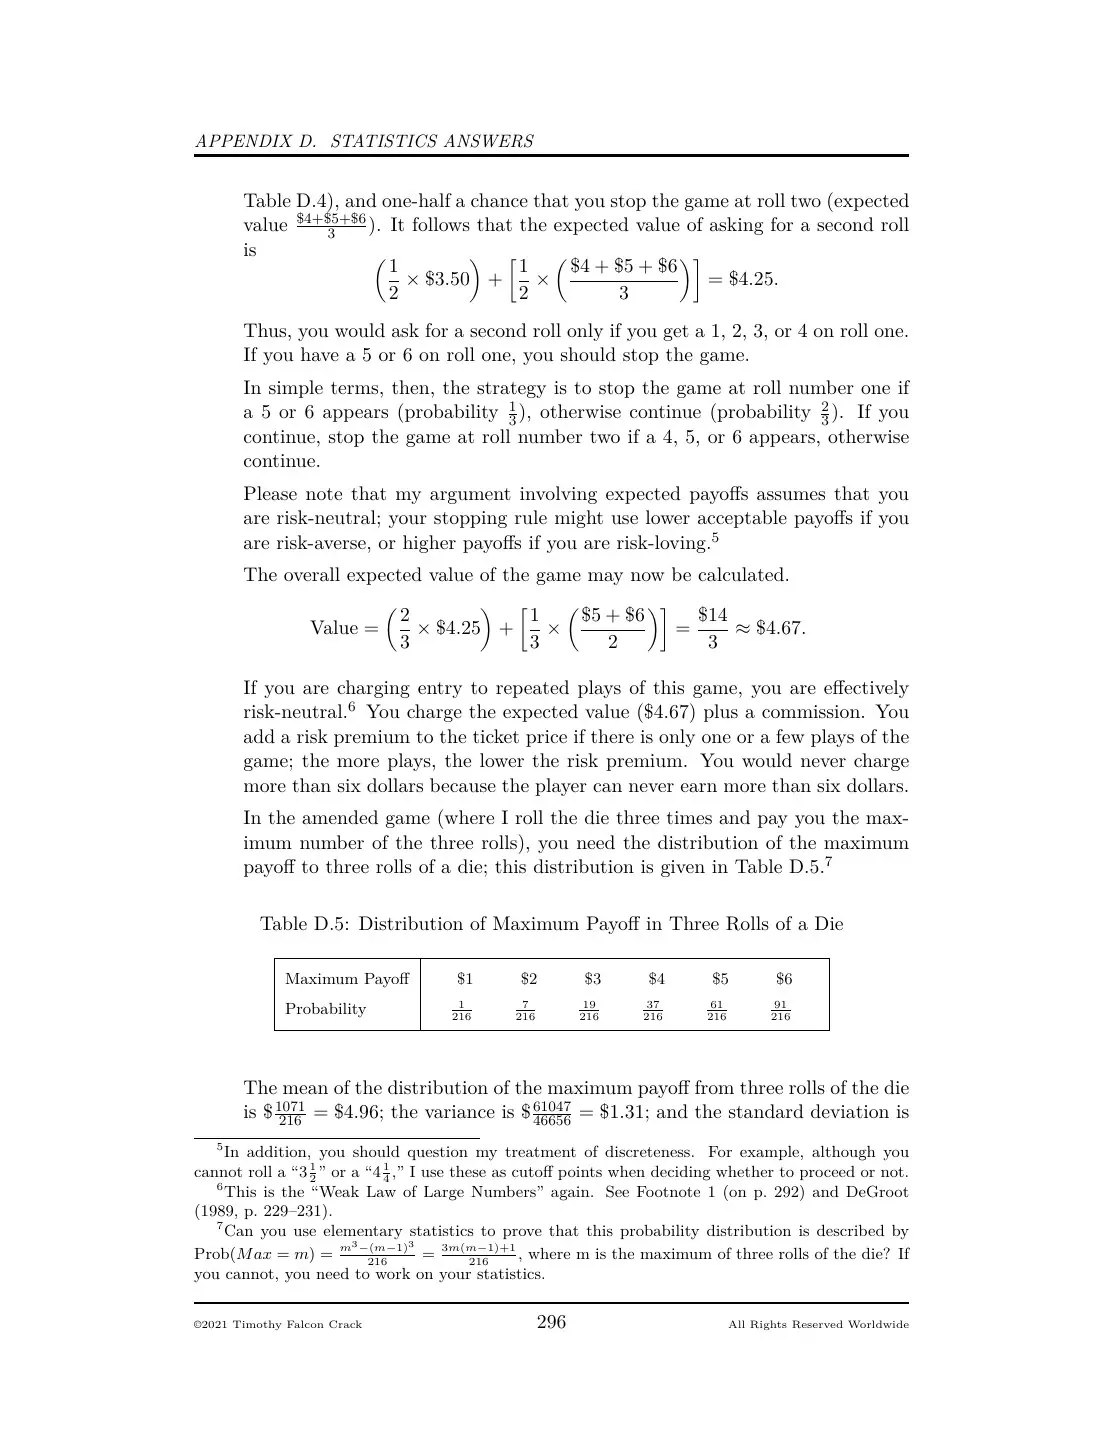 APPENDIX D. STATISTICS ANSWERS
Table D.4), and one-half a chance that you stop the game at roll two (expected
value $4+$5+$6/3). It follows that the expected value of asking for a second roll
is
(1/2 × $3.50) + [1/2 × ($4 + $5 + $6/3)] = $4.25.
Thus, you would ask for a second roll only if you get a 1, 2, 3, or 4 on roll one.
If you have a 5 or 6 on roll one, you should stop the game.
In simple terms, then, the strategy is to stop the game at roll number one if
a 5 or 6 appears (probability 1/3), otherwise continue (probability 2/3). If you
continue, stop the game at roll number two if a 4, 5, or 6 appears, otherwise
continue.
Please note that my argument involving expected payoffs assumes that you
are risk-neutral; your stopping rule might use lower acceptable payoffs if you
are risk-averse, or higher payoffs if you are risk-loving.⁵
The overall expected value of the game may now be calculated.
Value = (2/3 × $4.25) + [1/3 × ($5 + $6/2)] = $14/3 ≈ $4.67.
If you are charging entry to repeated plays of this game, you are effectively
risk-neutral.⁶ You charge the expected value ($4.67) plus a commission. You
add a risk premium to the ticket price if there is only one or a few plays of the
game; the more plays, the lower the risk premium. You would never charge
more than six dollars because the player can never earn more than six dollars.
In the amended game (where I roll the die three times and pay you the max-
imum number of the three rolls), you need the distribution of the maximum
payoff to three rolls of a die; this distribution is given in Table D.5.⁷
Table D.5: Distribution of Maximum Payoff in Three Rolls of a Die
Maximum Payoff $1 $2 $3 $4 $5 $6
Probability 1/216 7/216 19/216 37/216 61/216 91/216
The mean of the distribution of the maximum payoff from three rolls of the die
is $1071/216 = $4.96; the variance is $61047/46656 = $1.31; and the standard deviation is
⁵In addition, you should question my treatment of discreteness. For example, although you
cannot roll a “3 1/2” or a “4 1/4,” I use these as cutoff points when deciding whether to proceed or not.
⁶This is the “Weak Law of Large Numbers” again. See Footnote 1 (on p. 292) and DeGroot
(1989, p. 229–231).
⁷Can you use elementary statistics to prove that this probability distribution is described by
Prob(Max = m) = m³−(m−1)³/216 = 3m(m−1)+1/216, where m is the maximum of three rolls of the die? If
you cannot, you need to work on your statistics.
©2021 Timothy Falcon Crack 296 All Rights Reserved Worldwide